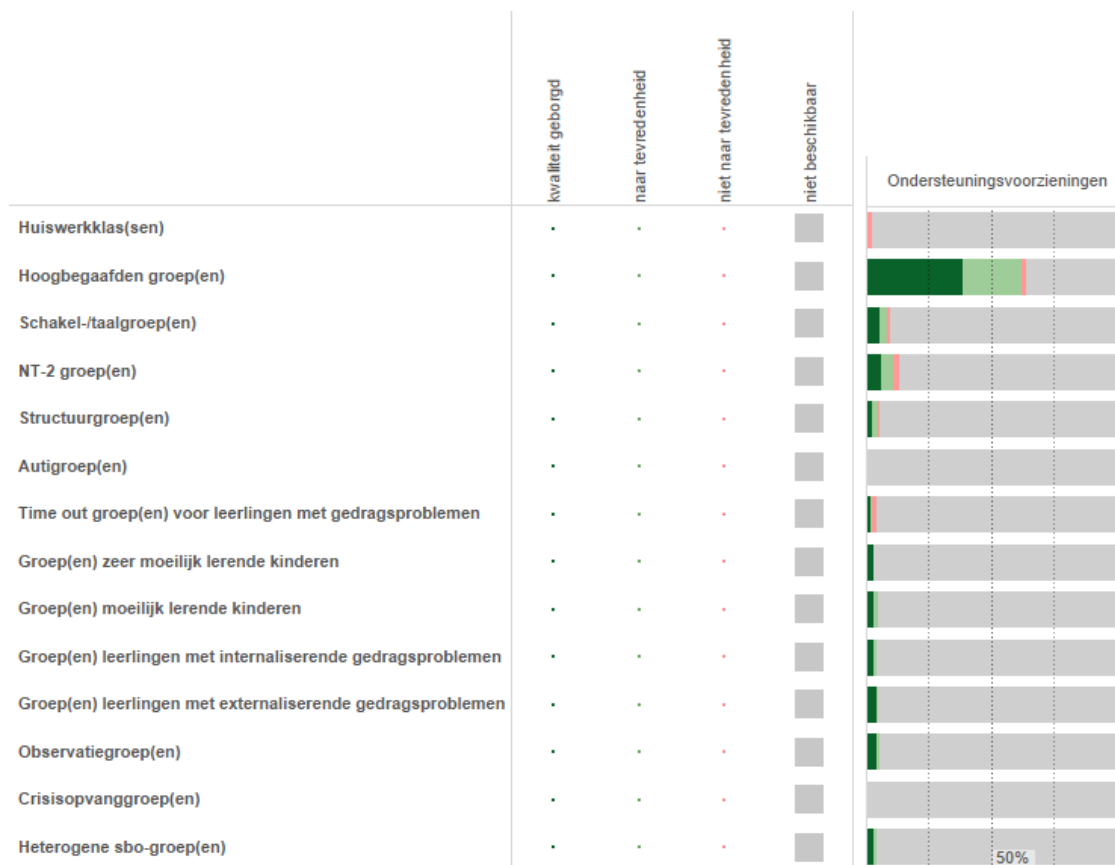 kwaliteit geborgd
naar tevredenheid
niet naar tevredenheid
niet beschikbaar
Ondersteuningsvoorzieningen
Huiswerkklas(sen)
Hoogbegaafden groep(en)
Schakel-/taalgroep(en)
NT-2 groep(en)
Structuurgroep(en)
Autigroep(en)
Time out groep(en) voor leerlingen met gedragsproblemen
Groep(en) zeer moeilijk lerende kinderen
Groep(en) moeilijk lerende kinderen
Groep(en) leerlingen met internaliserende gedragsproblemen
Groep(en) leerlingen met externaliserende gedragsproblemen
Observatiegroep(en)
Crisisopvanggroep(en)
Heterogene sbo-groep(en)
50%